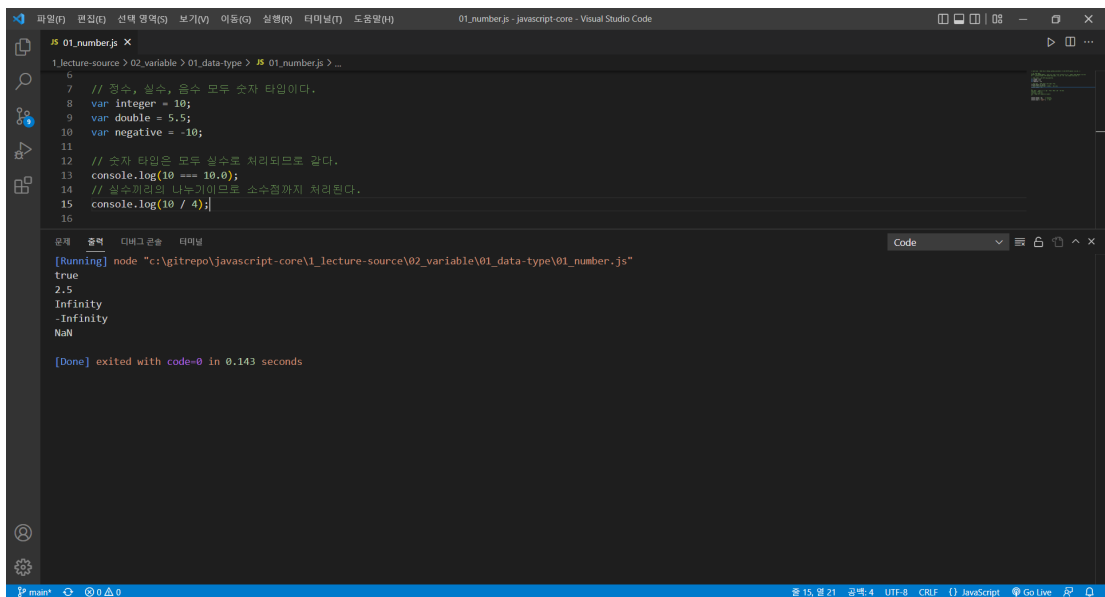 파일(F) 편집(E) 선택 영역(S) 보기(V) 이동(G) 실행(R) 터미널(T) 도움말(H) 01_number.js - javascript-core - Visual Studio Code
JS 01_number.js
1_lecture-source > 02_variable > 01_data-type > JS 01_number.js > ...
6
7 // 정수, 실수, 음수 모두 숫자 타입이다.
8 var integer = 10;
9 var double = 5.5;
10 var negative = -10;
11
12 // 숫자 타입은 모두 실수로 처리되므로 같다.
13 console.log(10 === 10.0);
14 // 실수끼리의 나누기이므로 소수점까지 처리된다.
15 console.log(10 / 4);
16
문제 출력 디버그 콘솔 터미널 Code
[Running] node "c:\gitrepo\javascript-core\1_lecture-source\02_variable\01_data-type\01_number.js"
true
2.5
Infinity
-Infinity
NaN
[Done] exited with code=0 in 0.143 seconds
9
main* 0 0 줄 15, 열 21 공백: 4 UTF-8 CRLF {} JavaScript Go Live